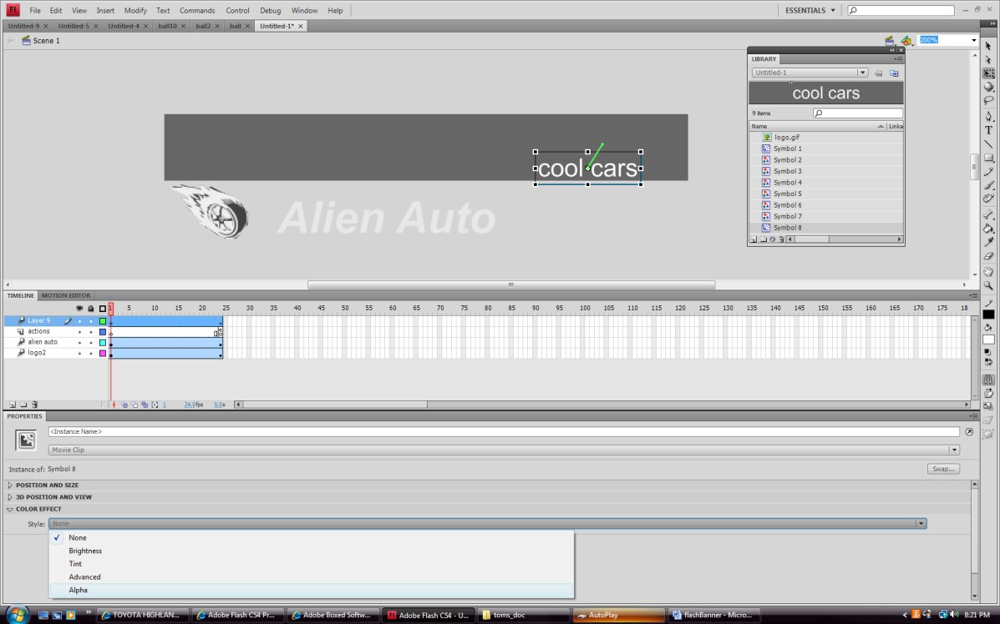 Fl File Edit View Insert Modify Text Commands Control Debug Window Help ESSENTIALS
Untitled-9 × Untitled-5 × Untitled-4 × ball10 × ball2 × ball × Untitled-1* ×
Scene 1 200%
LIBRARY
Untitled-1
cool cars
9 items
Name Linka
logo.gif
Symbol 1
Symbol 2
Symbol 3
Symbol 4
Symbol 5
Symbol 6
Symbol 7
Symbol 8
cool cars
Alien Auto
TIMELINE MOTION EDITOR
1 5 10 15 20 25 30 35 40 45 50 55 60 65 70 75 80 85 90 95 100 105 110 115 120 125 130 135 140 145 150 155 160 165 170 175 18
Layer 9
actions
a
alien auto
logo2
1 24.0fps 0.0s
PROPERTIES
<Instance Name>
Movie Clip
Instance of: Symbol 8 Swap...
POSITION AND SIZE
3D POSITION AND VIEW
COLOR EFFECT
Style: None
None
Brightness
Tint
Advanced
Alpha
TOYOTA HIGHLAN... Adobe Flash CS4 Pr... Adobe Boxed Softw... Adobe Flash CS4 - U... toms_doc AutoPlay flashBanner - Micro... 8:21 PM